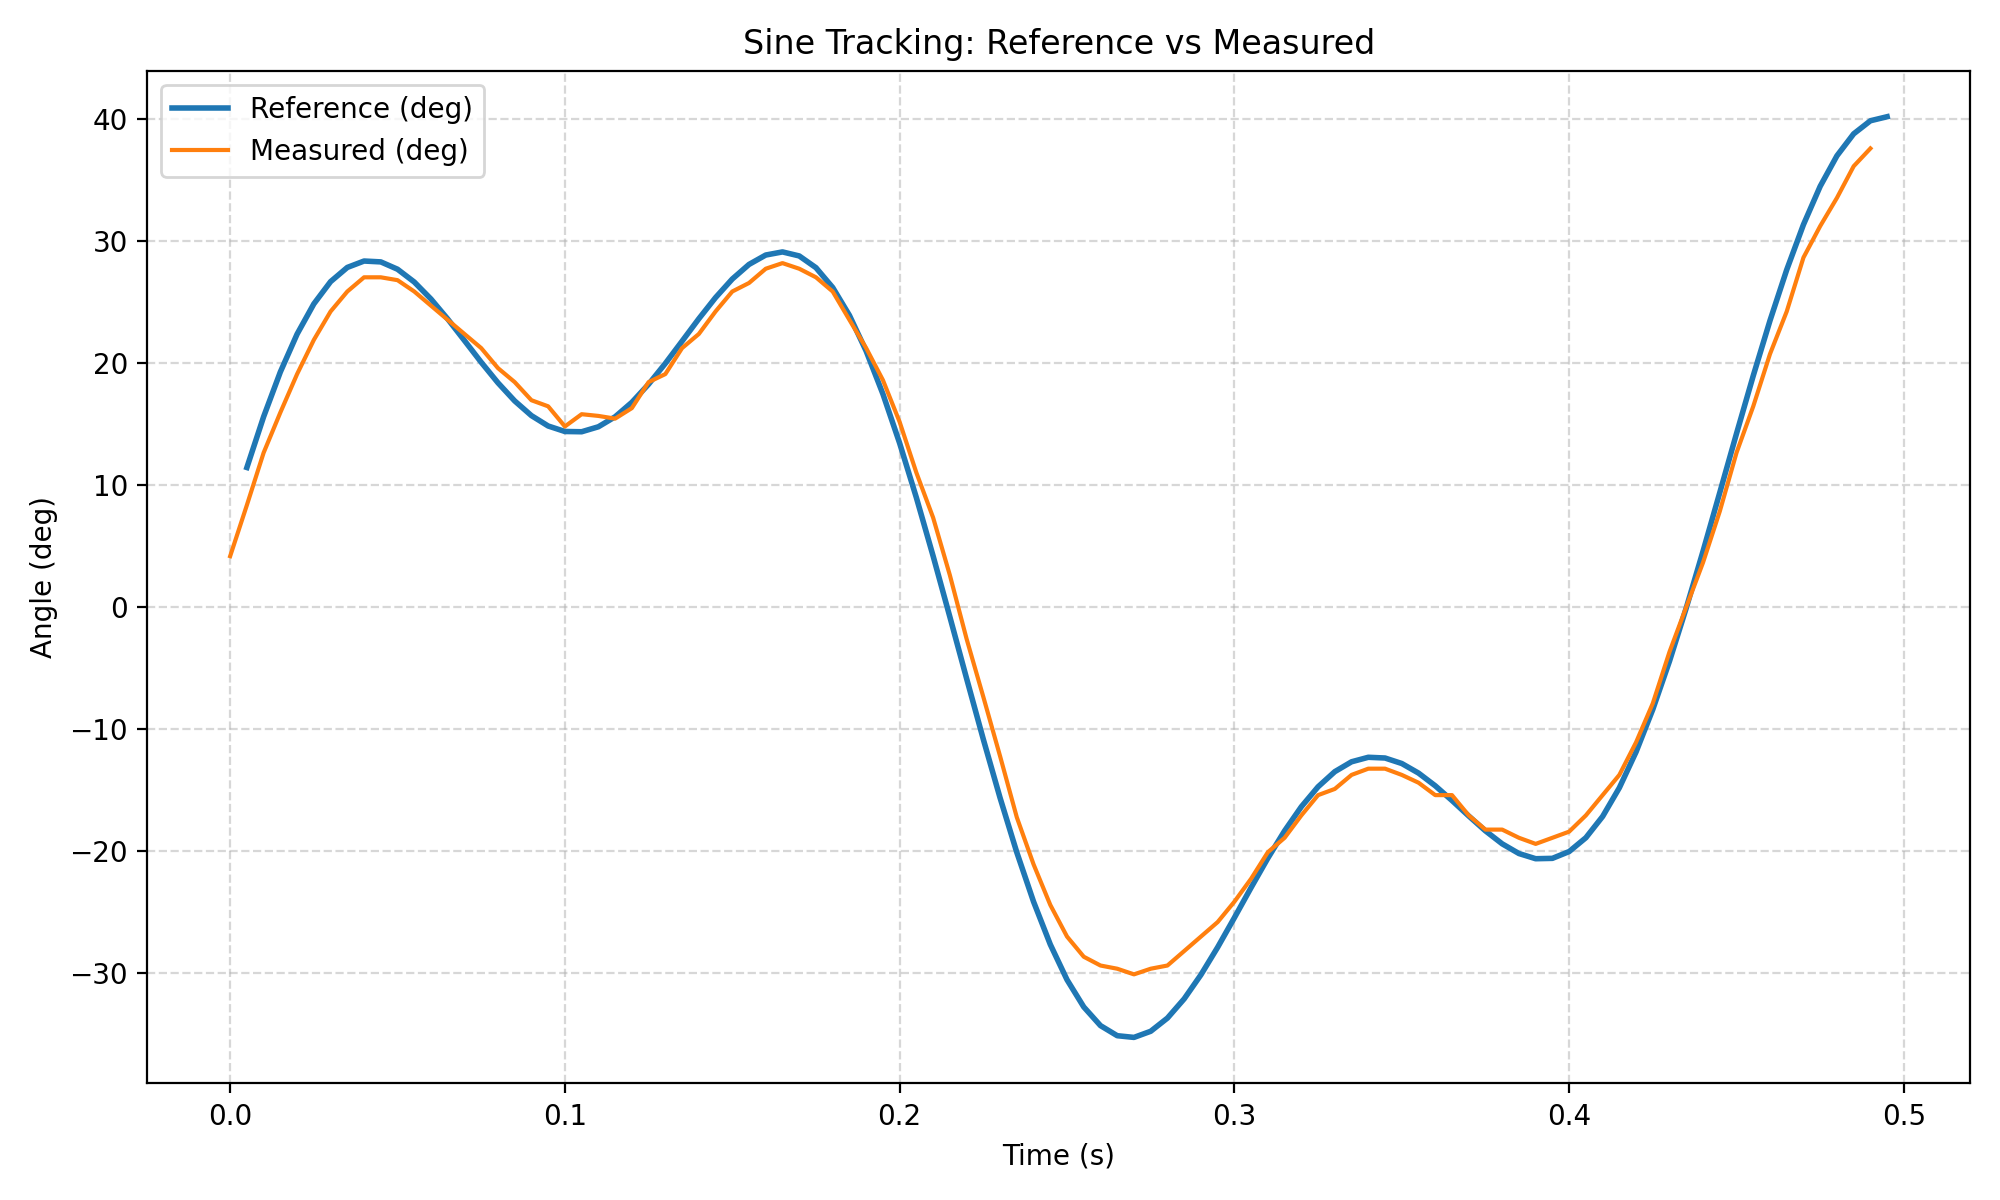 Sine Tracking: Reference vs Measured
Reference (deg)
Measured (deg)
Angle (deg)
40
30
20
10
0
−10
−20
−30
0.0 0.1 0.2 0.3 0.4 0.5
Time (s)